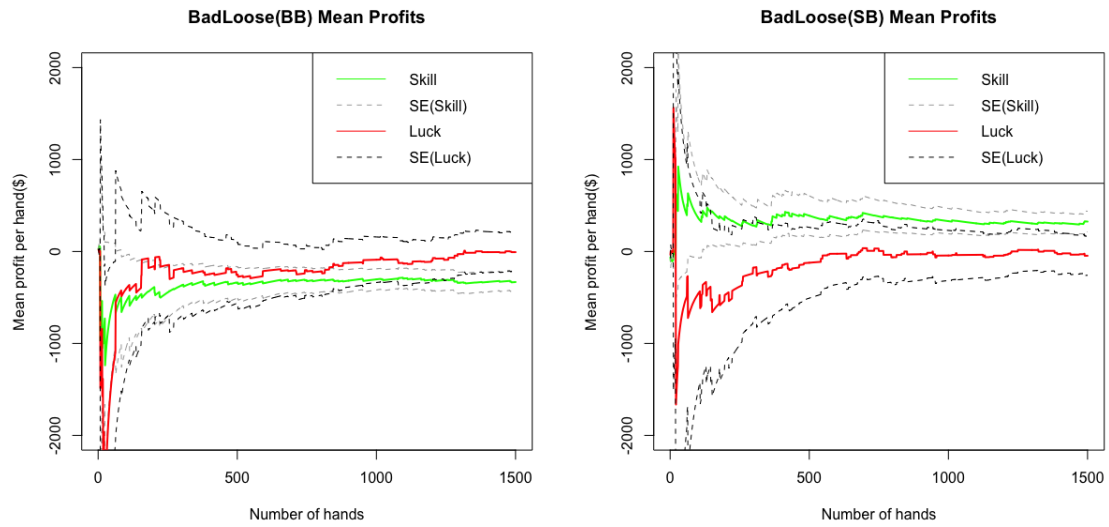 BadLoose(BB) Mean Profits
Mean profit per hand($)
2000
1000
0
-1000
-2000
Skill
SE(Skill)
Luck
SE(Luck)
0
500
1000
1500
Number of hands
BadLoose(SB) Mean Profits
Mean profit per hand($)
2000
1000
0
-1000
-2000
Skill
SE(Skill)
Luck
SE(Luck)
0
500
1000
1500
Number of hands